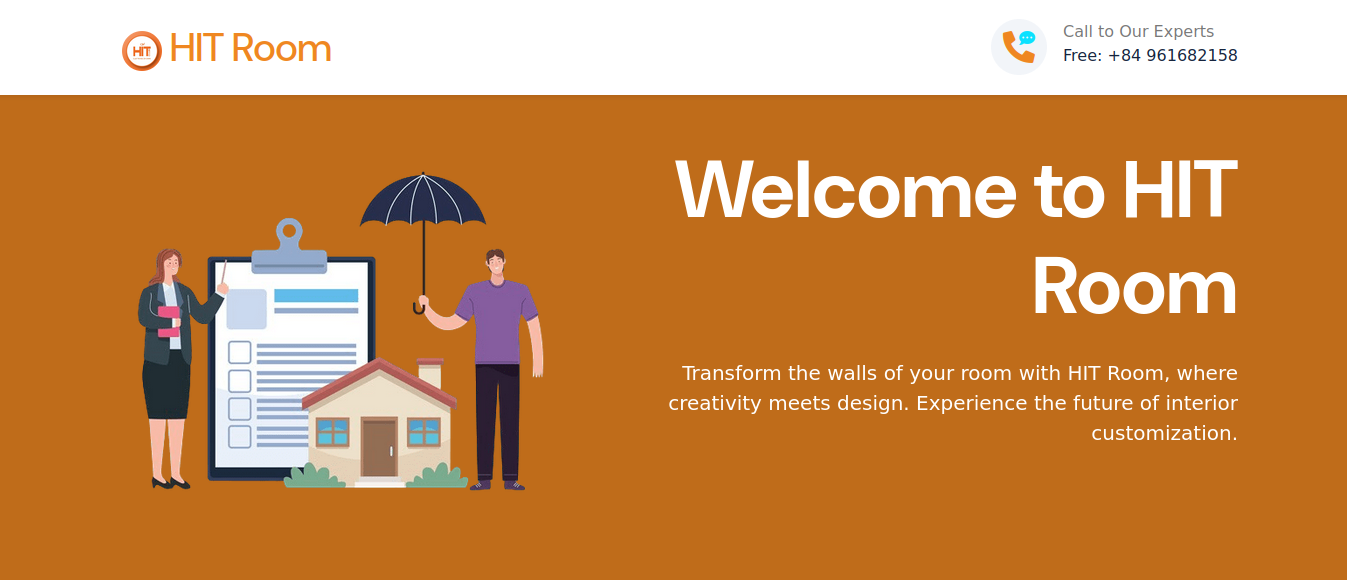 HIT
HIT Room
Call to Our Experts
Free: +84 961682158
Welcome to HIT
Room
Transform the walls of your room with HIT Room, where
creativity meets design. Experience the future of interior
customization.